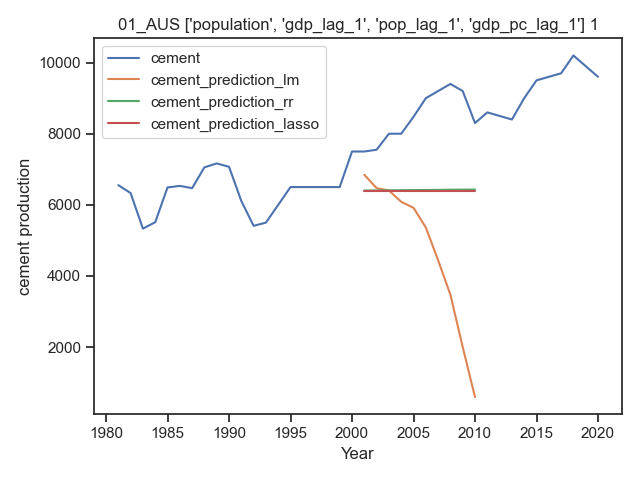 01_AUS ['population', 'gdp_lag_1', 'pop_lag_1', 'gdp_pc_lag_1'] 1
cement
cement_prediction_lm
cement_prediction_rr
cement_prediction_lasso
10000
8000
6000
4000
2000
cement production
1980 1985 1990 1995 2000 2005 2010 2015 2020
Year